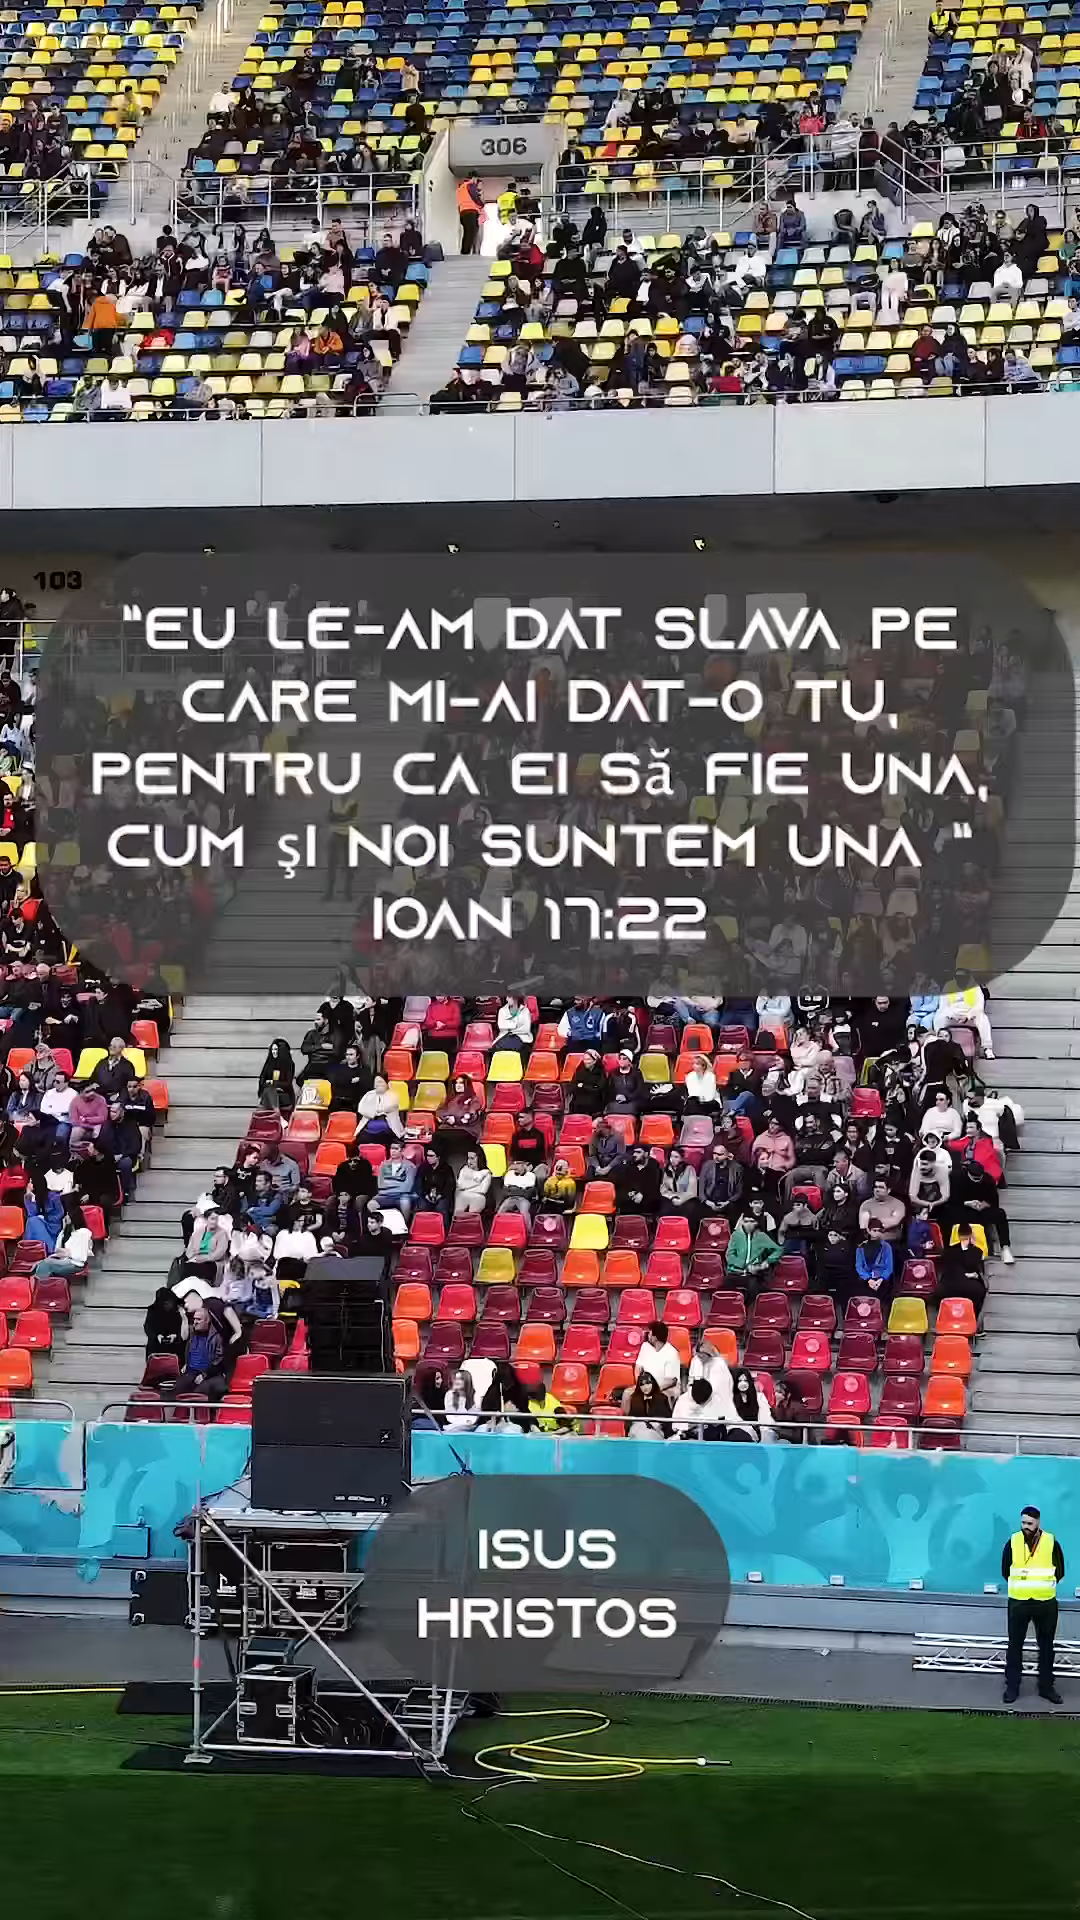 306
103
"EU LE-AM DAT SLAVA PE
CARE MI-AI DAT-O TU,
PENTRU CA EI Să FIE UNA,
CUM şI NOI SUNTEM UNA "
IOAN 17:22
ISUS
HRISTOS